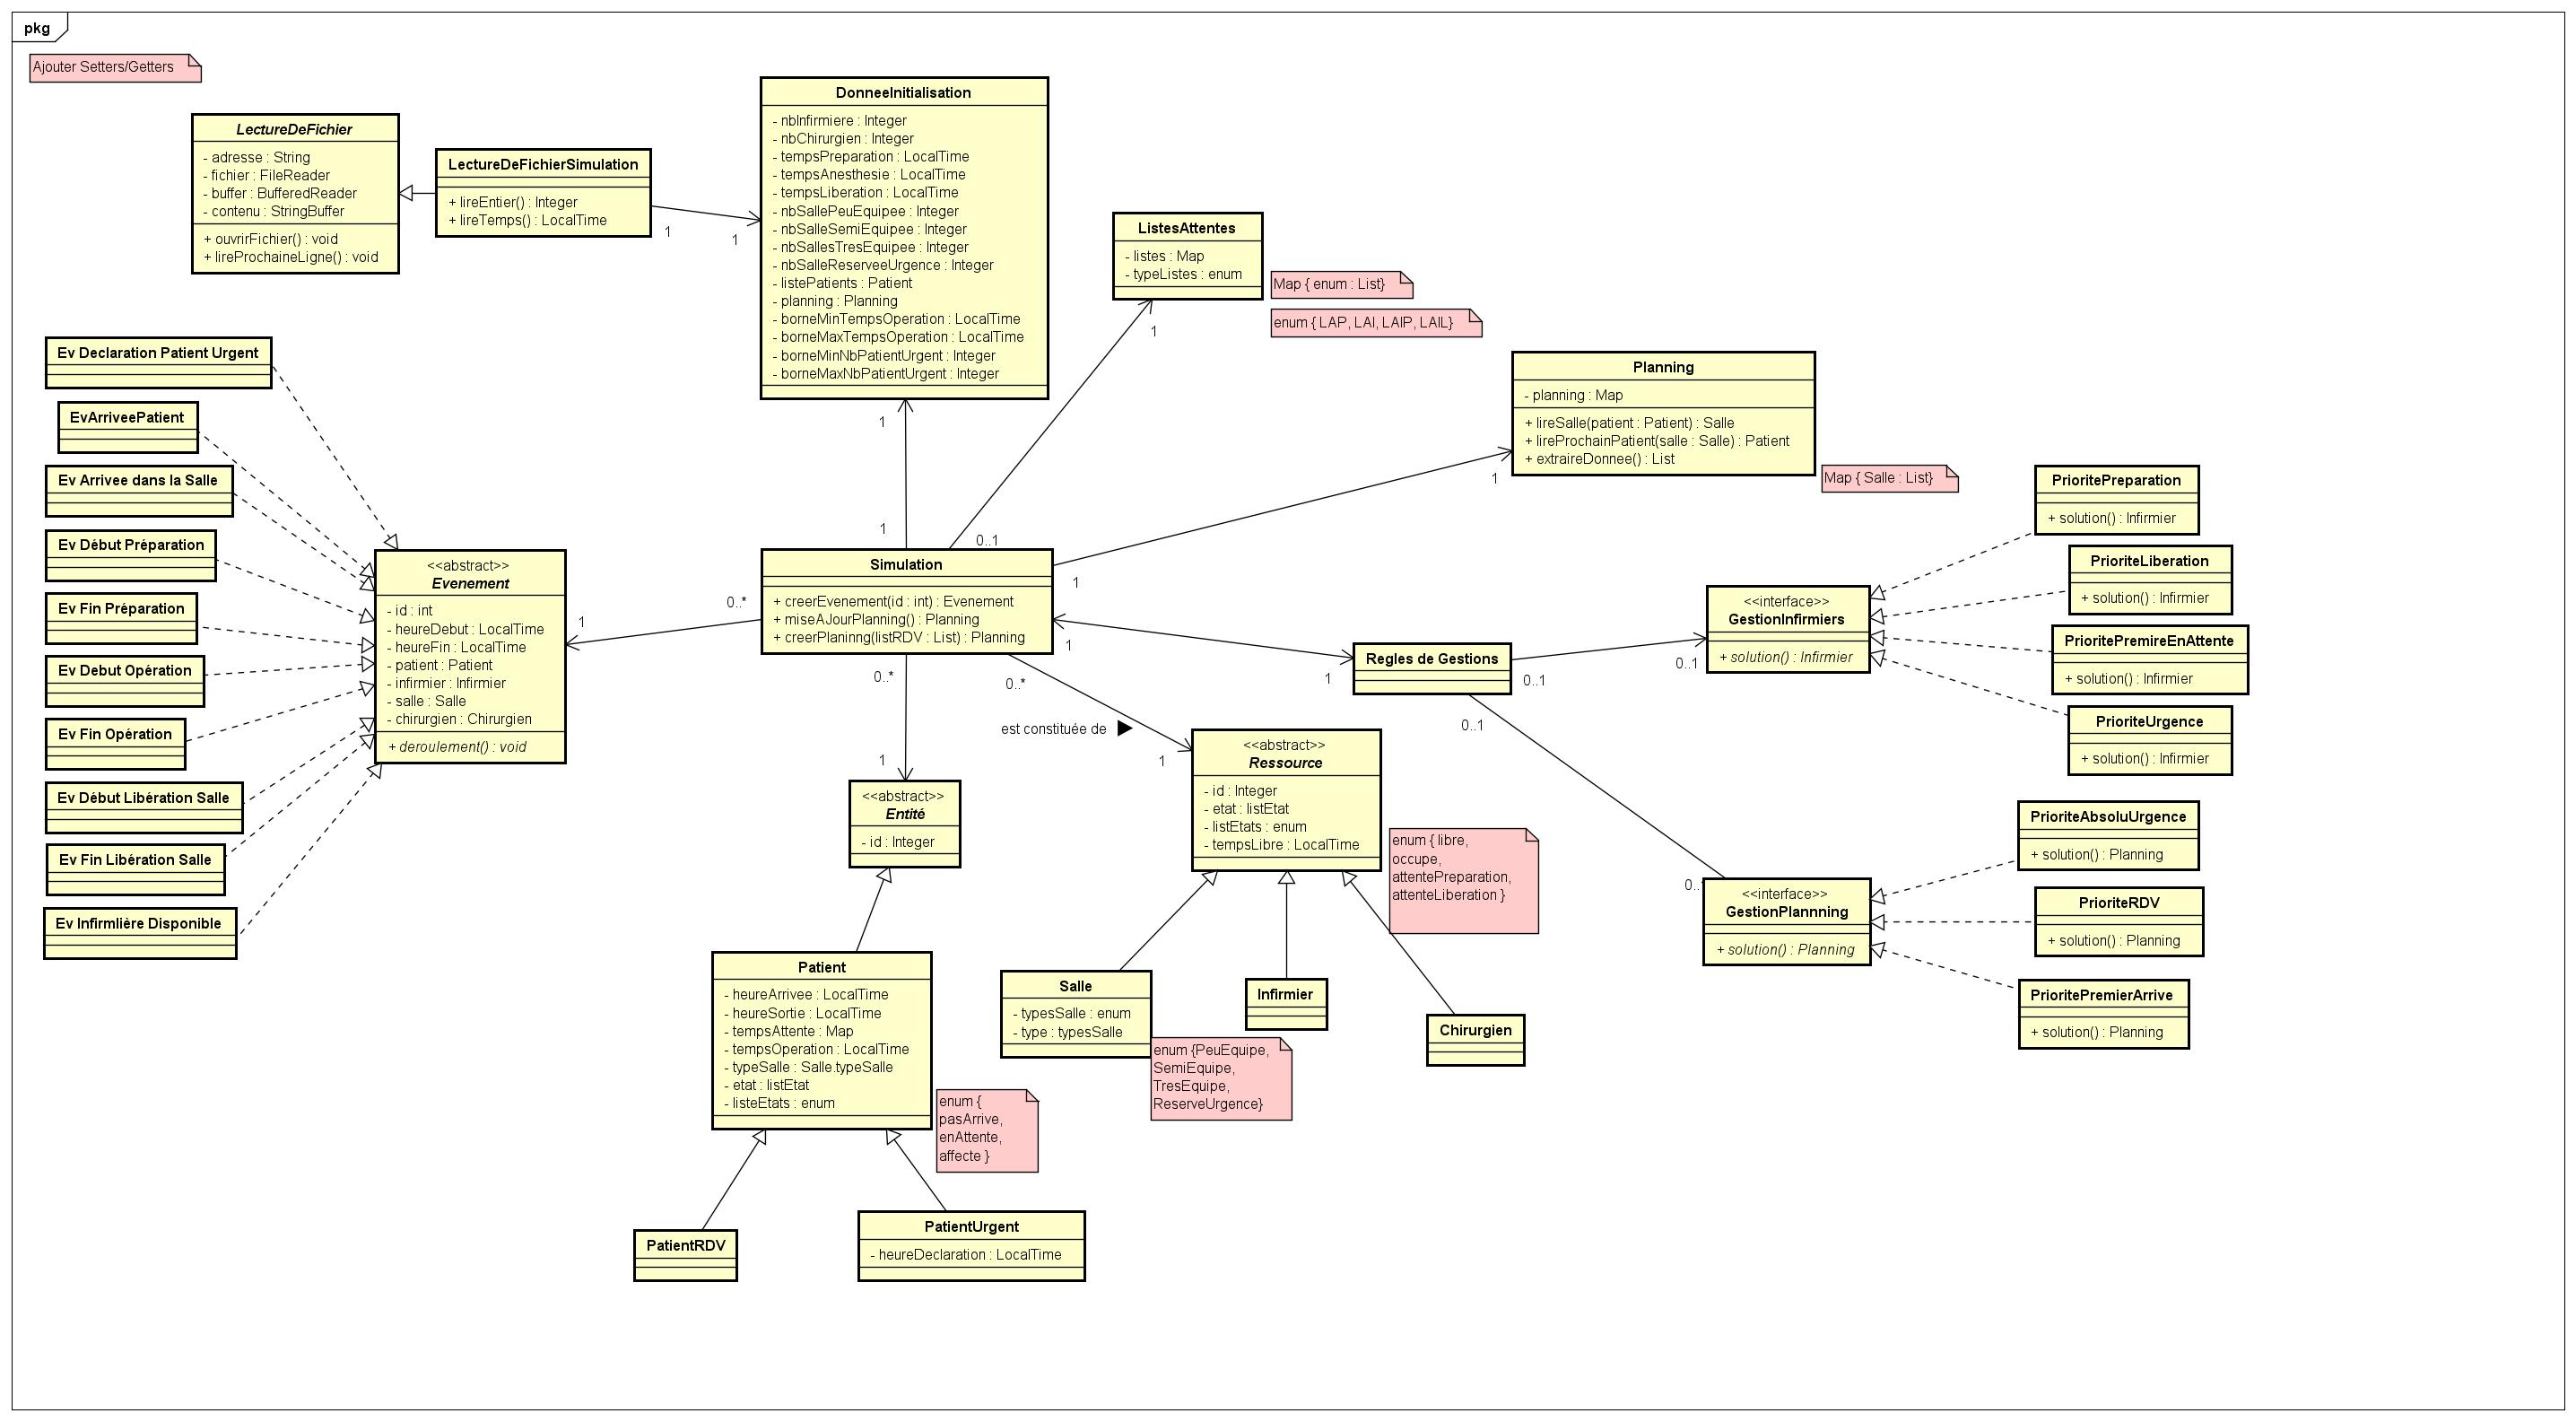 pkg
Ajouter Setters/Getters
LectureDeFichier
- adresse : String
- fichier : FileReader
- buffer : BufferedReader
- contenu : StringBuffer
+ ouvrirFichier() : void
+ lireProchaineLigne() : void
LectureDeFichierSimulation
+ lireEntier() : Integer
+ lireTemps() : LocalTime
1
1
DonneeInitialisation
- nbInfirmiere : Integer
- nbChirurgien : Integer
- tempsPreparation : LocalTime
- tempsAnesthesie : LocalTime
- tempsLiberation : LocalTime
- nbSallePeuEquipee : Integer
- nbSalleSemiEquipee : Integer
- nbSallesTresEquipee : Integer
- nbSalleReserveeUrgence : Integer
- listePatients : Patient
- planning : Planning
- borneMinTempsOperation : LocalTime
- borneMaxTempsOperation : LocalTime
- borneMinNbPatientUrgent : Integer
- borneMaxNbPatientUrgent : Integer
1
1
ListesAttentes
- listes : Map
- typeListes : enum
Map { enum : List}
enum { LAP, LAI, LAIP, LAIL}
1
0..1
Planning
- planning : Map
+ lireSalle(patient : Patient) : Salle
+ lireProchainPatient(salle : Salle) : Patient
+ extraireDonnee() : List
Map { Salle : List}
1
1
Ev Declaration Patient Urgent
EvArriveePatient
Ev Arrivee dans la Salle
Ev Début Préparation
Ev Fin Préparation
Ev Debut Opération
Ev Fin Opération
Ev Début Libération Salle
Ev Fin Libération Salle
Ev Infirmlière Disponible
<<abstract>>
Evenement
- id : int
- heureDebut : LocalTime
- heureFin : LocalTime
- patient : Patient
- infirmier : Infirmier
- salle : Salle
- chirurgien : Chirurgien
+ deroulement() : void
1
0..*
Simulation
+ creerEvenement(id : int) : Evenement
+ miseAJourPlanning() : Planning
+ creerPlaninng(listRDV : List) : Planning
1
1
0..*
1
0..*
est constituée de
1
Regles de Gestions
0..1
0..1
0..1
0..
<<interface>>
GestionInfirmiers
+ solution() : Infirmier
PrioritePreparation
+ solution() : Infirmier
PrioriteLiberation
+ solution() : Infirmier
PrioritePremireEnAttente
+ solution() : Infirmier
PrioriteUrgence
+ solution() : Infirmier
<<interface>>
GestionPlannning
+ solution() : Planning
PrioriteAbsoluUrgence
+ solution() : Planning
PrioriteRDV
+ solution() : Planning
PrioritePremierArrive
+ solution() : Planning
<<abstract>>
Entité
- id : Integer
<<abstract>>
Ressource
- id : Integer
- etat : listEtat
- listEtats : enum
- tempsLibre : LocalTime
enum { libre,
occupe,
attentePreparation,
attenteLiberation }
Patient
- heureArrivee : LocalTime
- heureSortie : LocalTime
- tempsAttente : Map
- tempsOperation : LocalTime
- typeSalle : Salle.typeSalle
- etat : listEtat
- listeEtats : enum
enum {
pasArrive,
enAttente,
affecte }
Salle
- typesSalle : enum
- type : typesSalle
enum {PeuEquipe,
SemiEquipe,
TresEquipe,
ReserveUrgence}
Infirmier
Chirurgien
PatientRDV
PatientUrgent
- heureDeclaration : LocalTime